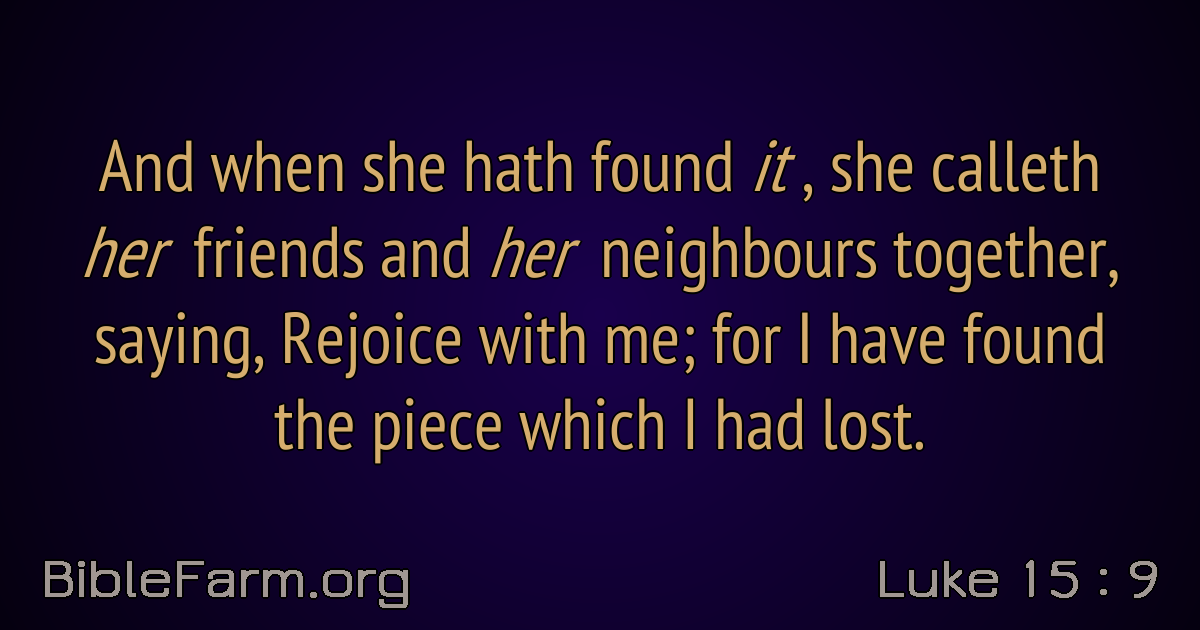 And when she hath found it , she calleth
her friends and her neighbours together,
saying, Rejoice with me; for I have found
the piece which I had lost.
BibleFarm.org
Luke 15 : 9